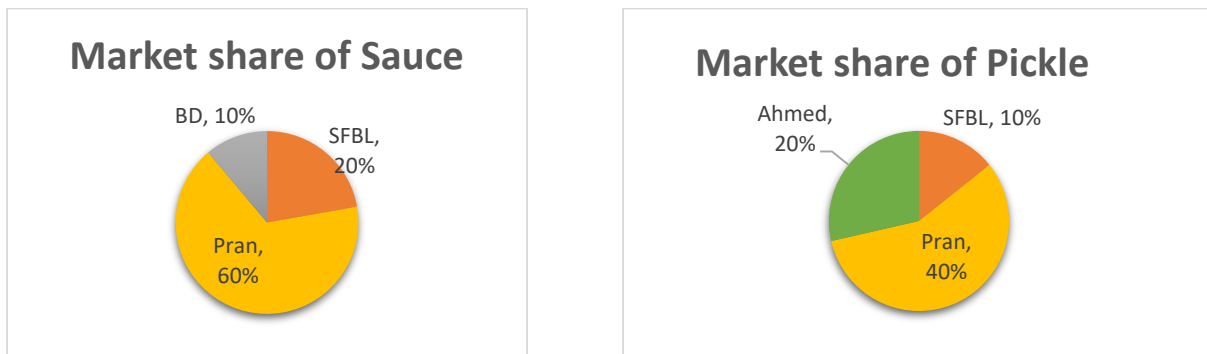 Market share of Sauce
BD, 10%
SFBL,
20%
Pran,
60%
Market share of Pickle
Ahmed,
20%
SFBL, 10%
Pran,
40%